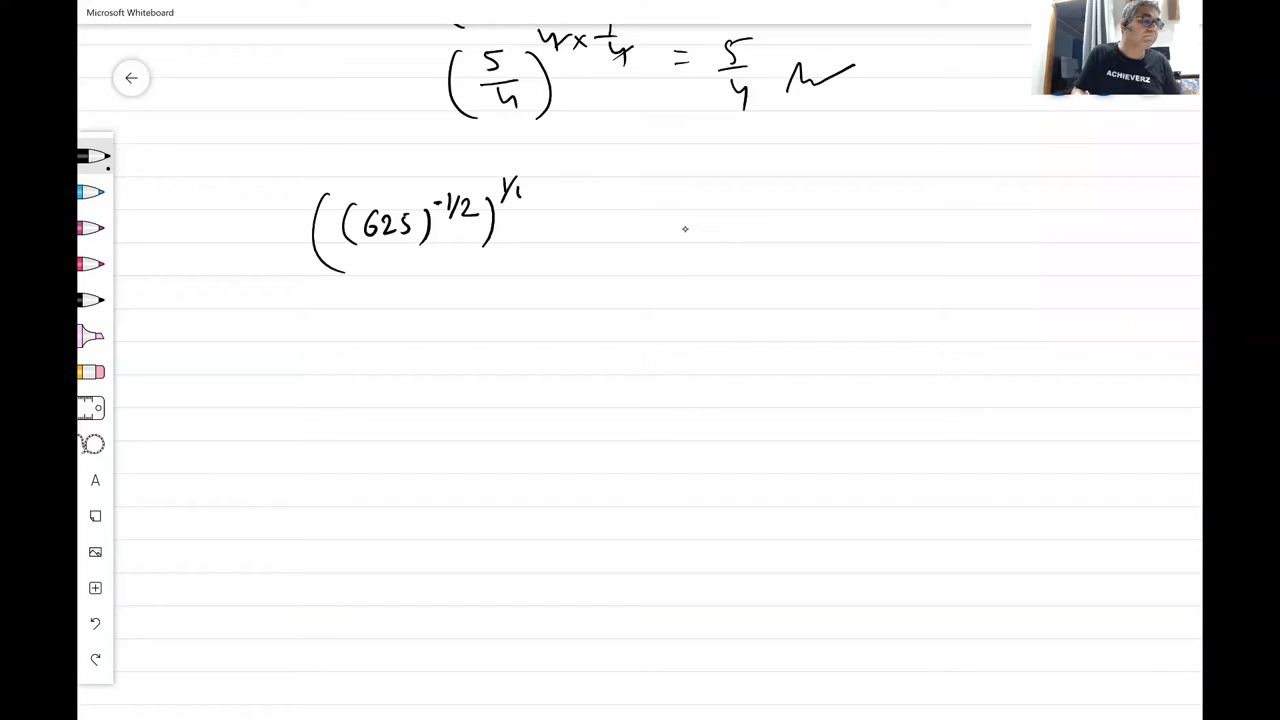 Microsoft Whiteboard
(5/4)^(4×1/4) = 5/4
ACHIEVERZ
((625)^(-1/2))^(1/
A